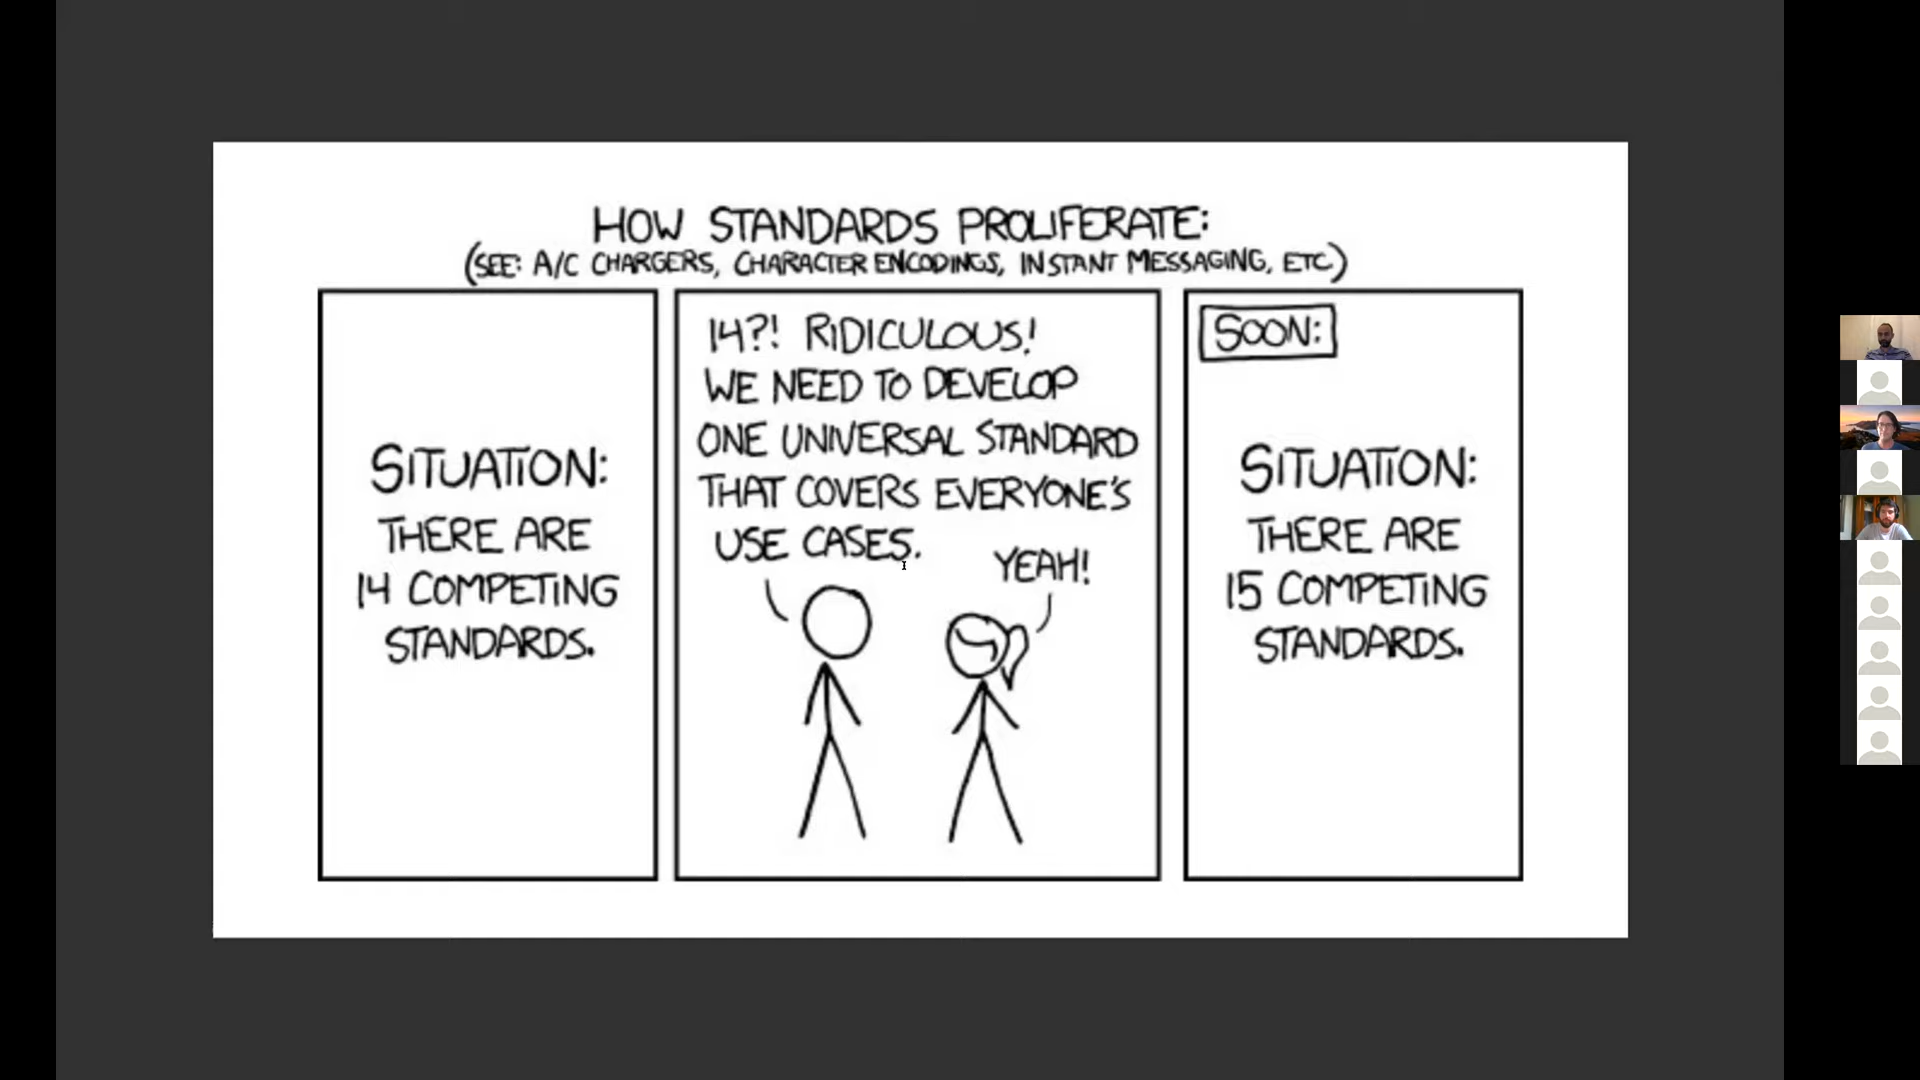 HOW STANDARDS PROLIFERATE:
(SEE: A/C CHARGERS, CHARACTER ENCODINGS, INSTANT MESSAGING, ETC.)
SITUATION:
THERE ARE
14 COMPETING
STANDARDS.
14?! RIDICULOUS!
WE NEED TO DEVELOP
ONE UNIVERSAL STANDARD
THAT COVERS EVERYONE'S
USE CASES.
YEAH!
SOON:
SITUATION:
THERE ARE
15 COMPETING
STANDARDS.